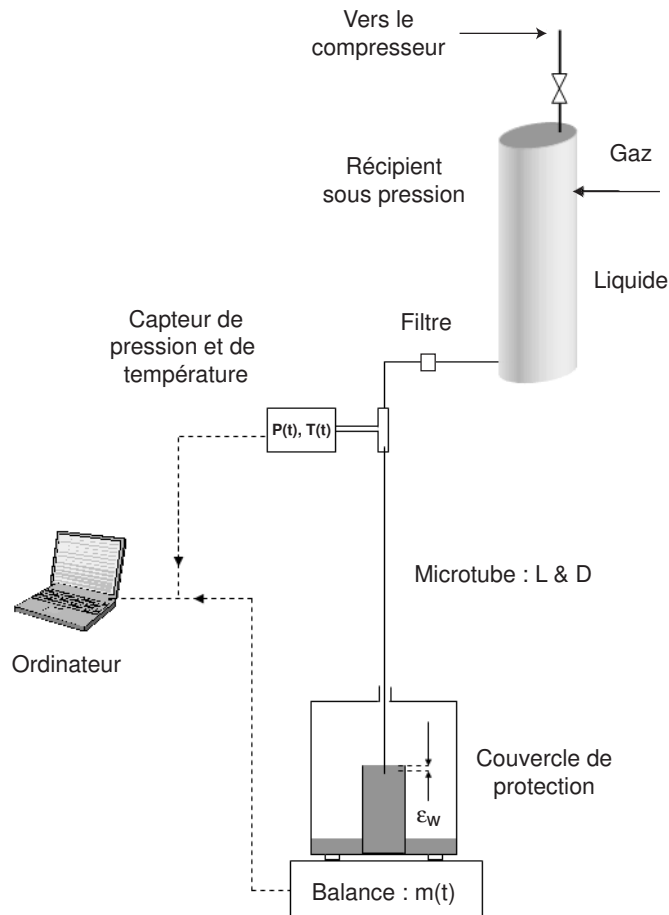 Vers le
compresseur
Récipient
sous pression
Gaz
Liquide
Filtre
Capteur de
pression et de
température
P(t), T(t)
Microtube : L & D
Ordinateur
Couvercle de
protection
εW
Balance : m(t)